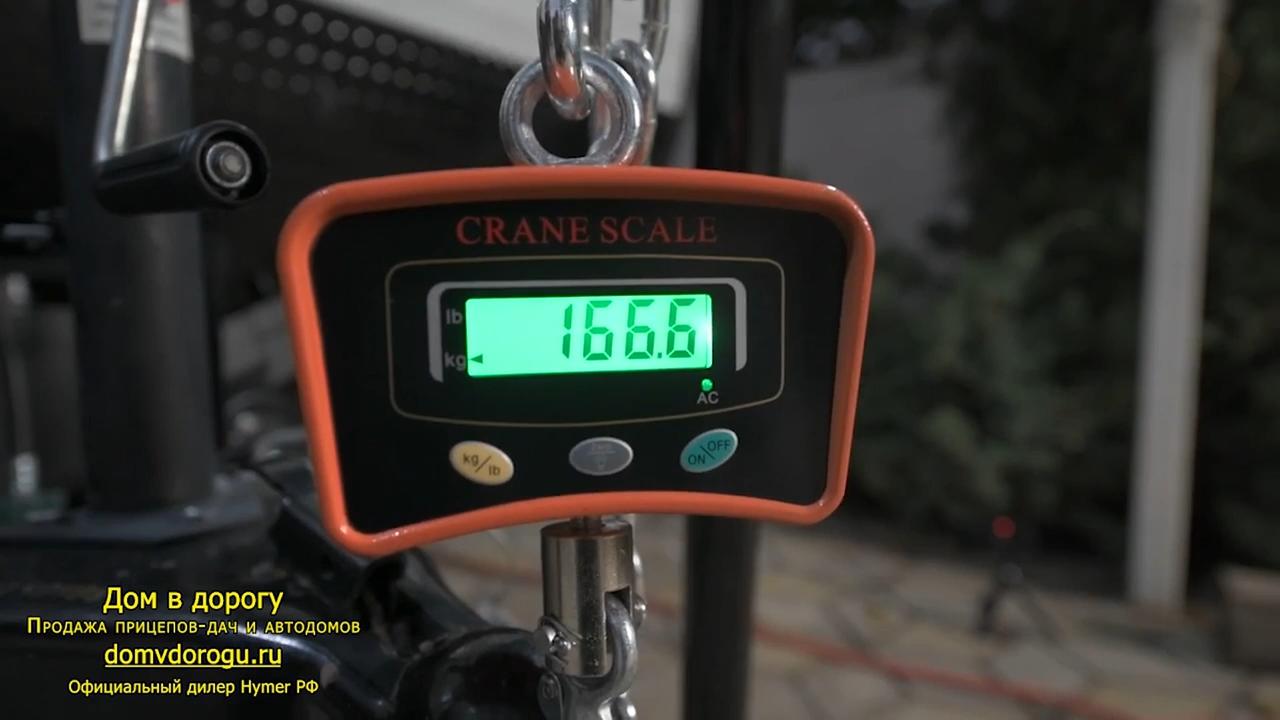 CRANE SCALE
lb
166.6
kg
AC
kg/lb
ON/OFF
Дом в дорогу
Продажа прицепов-дач и автодомов
domvdorogu.ru
Официальный дилер Hymer РФ